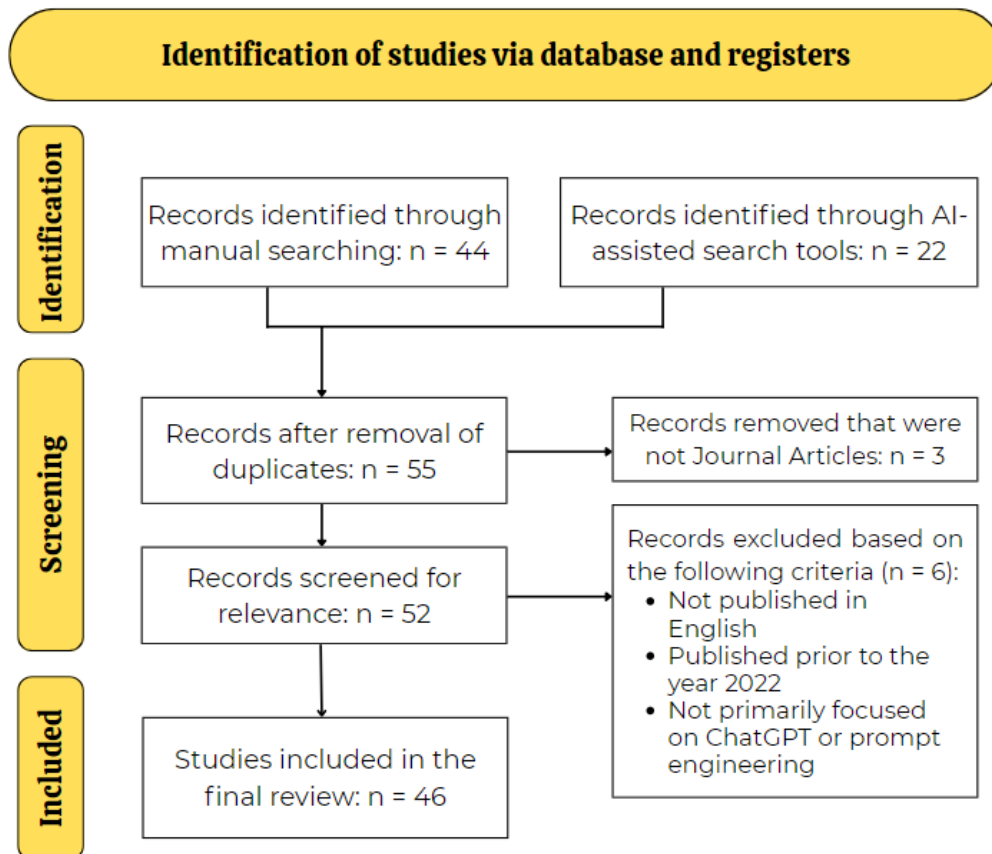 Identification of studies via database and registers
Identification
Records identified through
manual searching: n = 44
Records identified through AI-
assisted search tools: n = 22
Screening
Records after removal of
duplicates: n = 55
Records removed that were
not Journal Articles: n = 3
Records screened for
relevance: n = 52
Records excluded based on
the following criteria (n = 6):
• Not published in
English
• Published prior to the
year 2022
• Not primarily focused
on ChatGPT or prompt
engineering
Included
Studies included in the
final review: n = 46